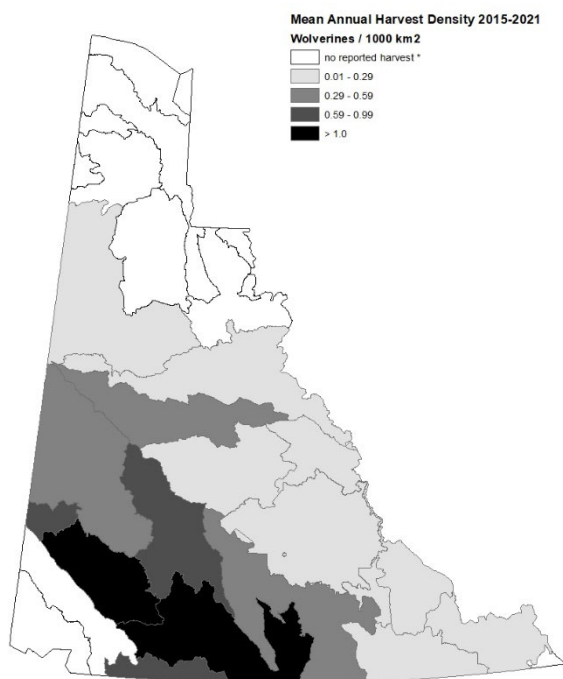 Mean Annual Harvest Density 2015-2021
Wolverines / 1000 km2
no reported harvest *
0.01 - 0.29
0.29 - 0.59
0.59 - 0.99
> 1.0